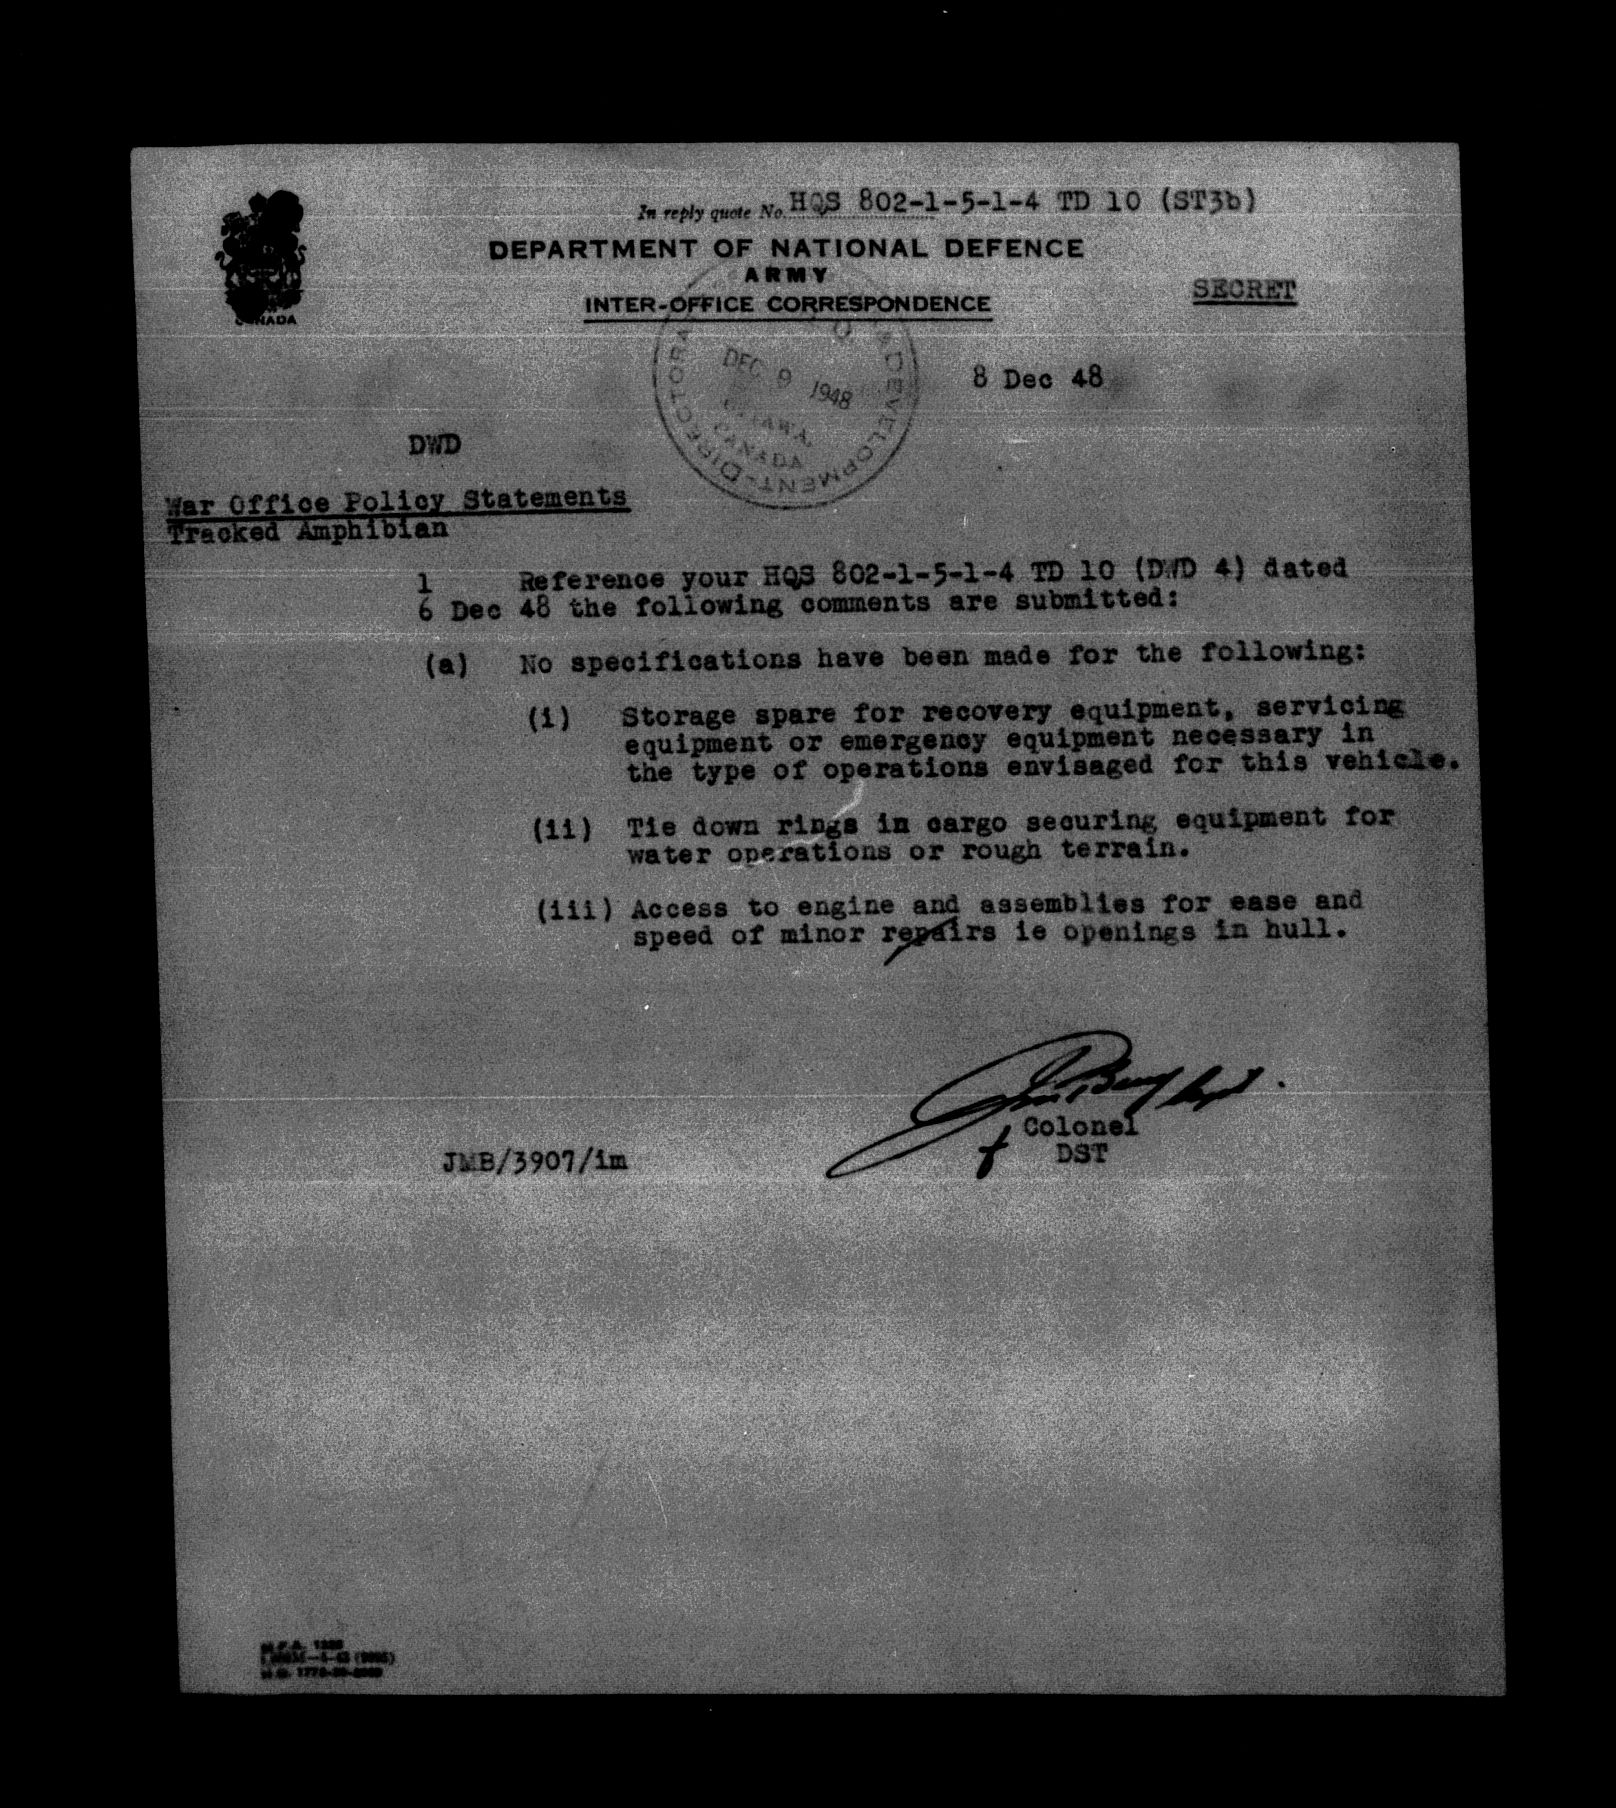 In reply quote No. HQS 802-1-5-1-4 TD 10 (ST3b)
DEPARTMENT OF NATIONAL DEFENCE
ARMY
INTER-OFFICE CORRESPONDENCE
SECRET
CANADA
DEC 9 1948
OTTAWA,
CANADA
DEVELOPMENT-DIRECTORA
8 Dec 48
DWD
War Office Policy Statements
Tracked Amphibian
1 Reference your HQS 802-1-5-1-4 TD 10 (DWD 4) dated
6 Dec 48 the following comments are submitted:
(a) No specifications have been made for the following:
(i) Storage spare for recovery equipment, servicing
equipment or emergency equipment necessary in
the type of operations envisaged for this vehicle.
(ii) Tie down rings in cargo securing equipment for
water operations or rough terrain.
(iii) Access to engine and assemblies for ease and
speed of minor repairs ie openings in hull.
Colonel
DST
JMB/3907/im